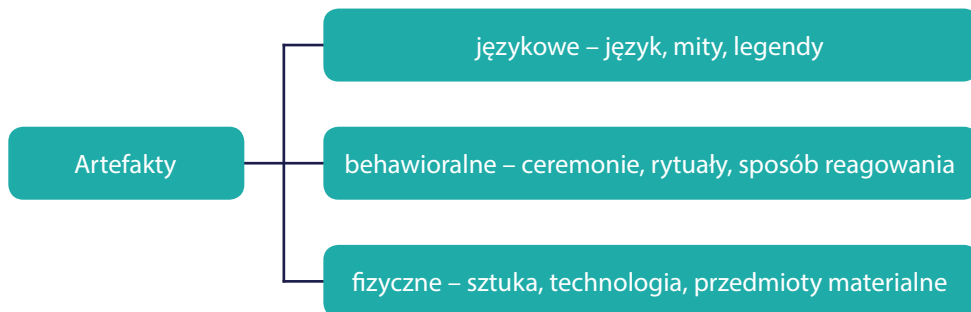 językowe – język, mity, legendy
Artefakty
behawioralne – ceremonie, rytuały, sposób reagowania
fizyczne – sztuka, technologia, przedmioty materialne